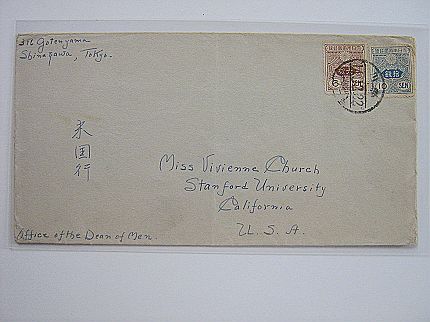 316 Gotenyama
Shinagawa, Tokyo.
10 SEN
米
国
行
Miss Vivienne Church
Stanford University
California
U. S. A.
Office of the Dean of Men.